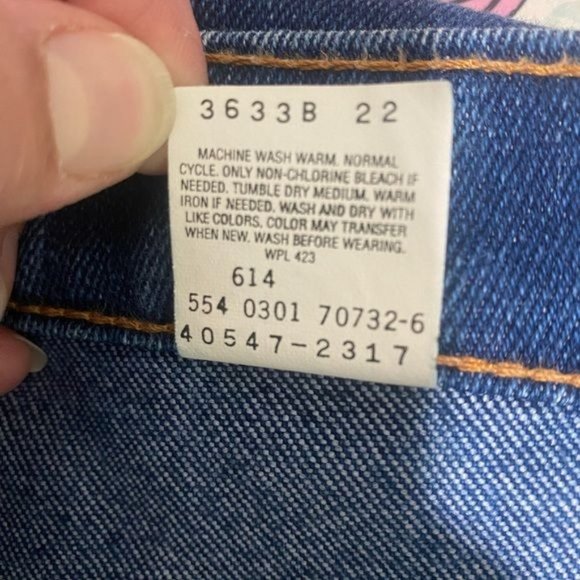 3633B 22
MACHINE WASH WARM, NORMAL
CYCLE. ONLY NON-CHLORINE BLEACH IF
NEEDED. TUMBLE DRY MEDIUM, WARM
IRON IF NEEDED. WASH AND DRY WITH
LIKE COLORS. COLOR MAY TRANSFER
WHEN NEW. WASH BEFORE WEARING.
WPL 423
614
554 0301 70732-6
40547-2317